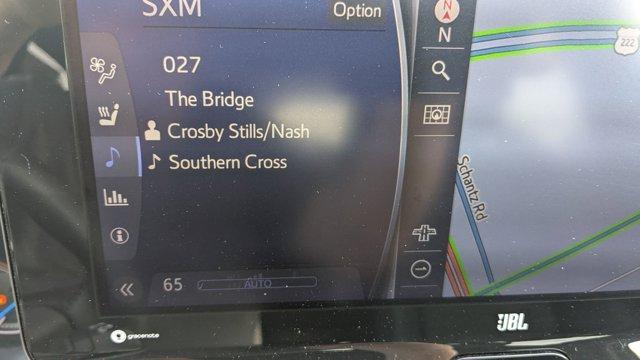 SXM
Option
N
N
222
027
The Bridge
Crosby Stills/Nash
Southern Cross
Schantz Rd
65
AUTO
gracenote
JBL